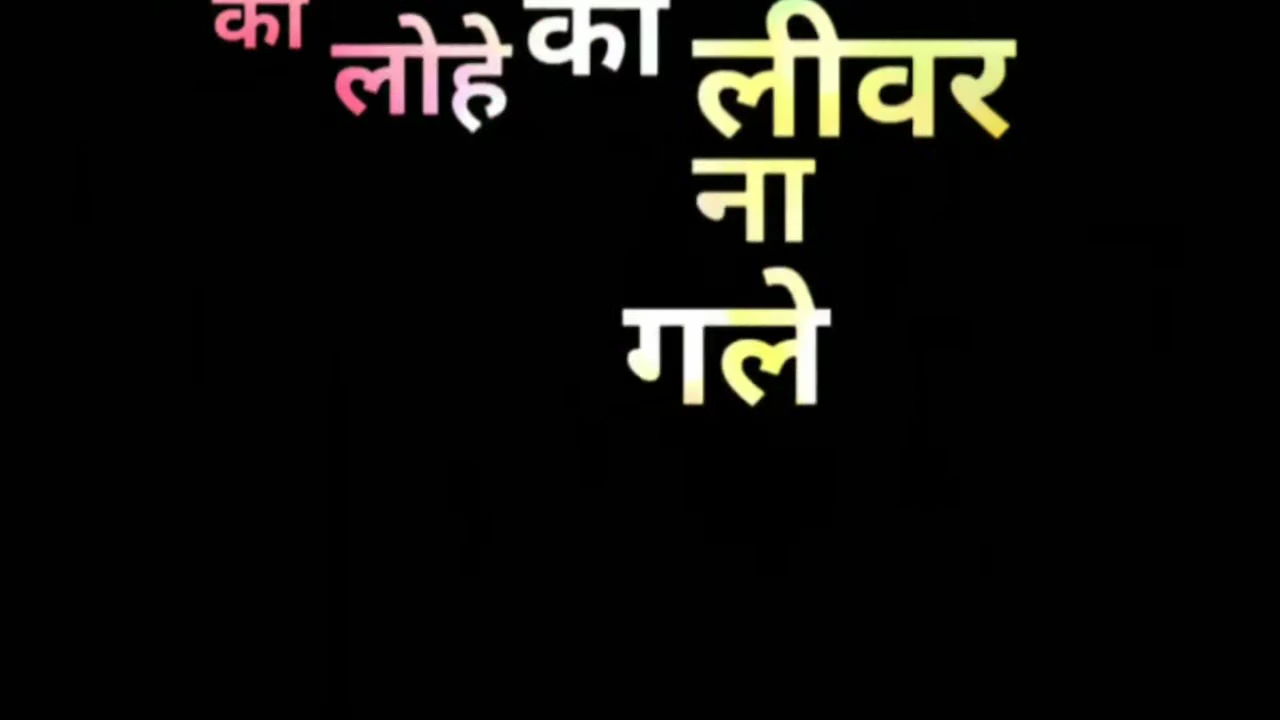 का लोहे का लीवर
ना
गले